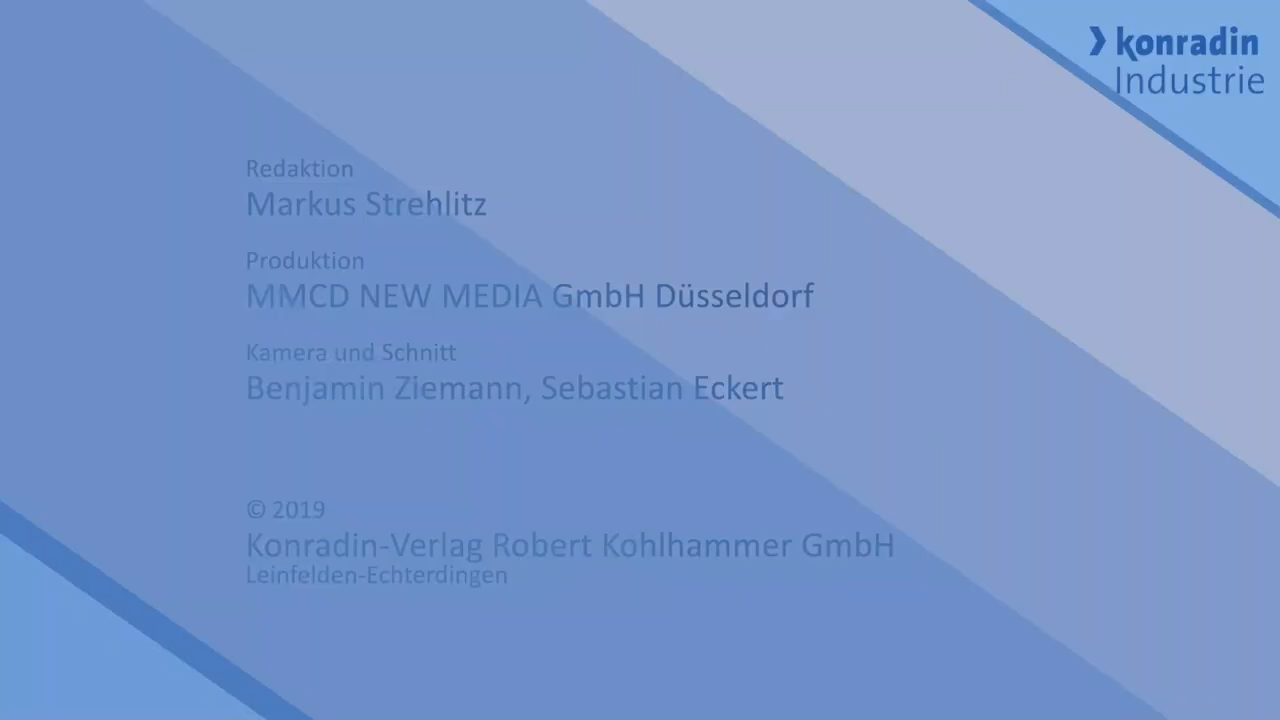 konradin
Industrie
Redaktion
Markus Strehlitz
Produktion
MMCD NEW MEDIA GmbH Düsseldorf
Kamera und Schnitt
Benjamin Ziemann, Sebastian Eckert
© 2019
Konradin-Verlag Robert Kohlhammer GmbH
Leinfelden-Echterdingen